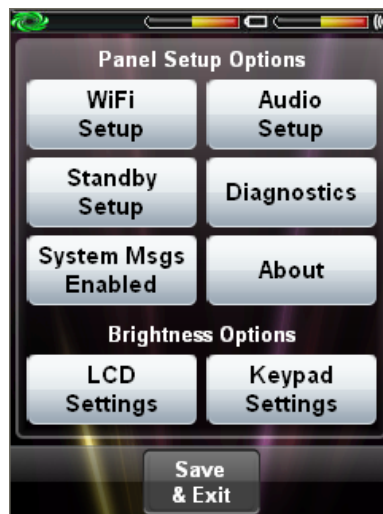 Panel Setup Options
WiFi
Setup
Audio
Setup
Standby
Setup
Diagnostics
System Msgs
Enabled
About
Brightness Options
LCD
Settings
Keypad
Settings
Save
& Exit